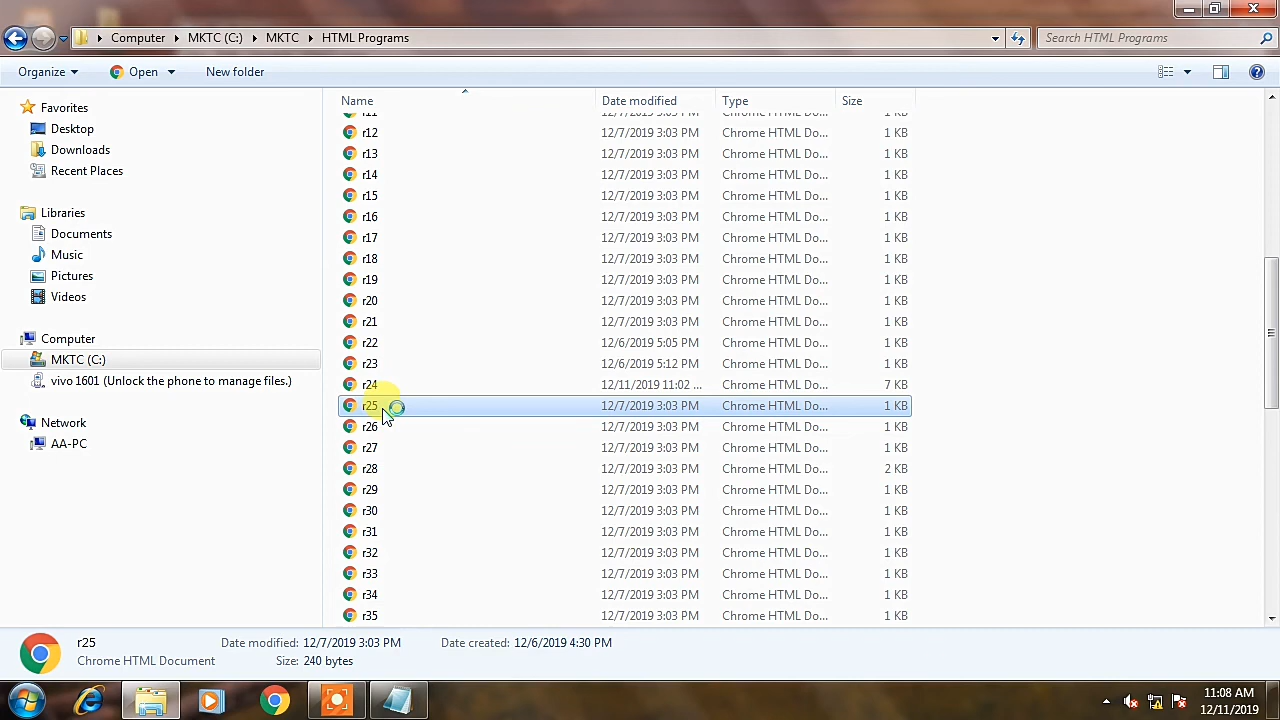 Computer MKTC (C:) MKTC HTML Programs Search HTML Programs
Organize Open New folder
Name Date modified Type Size
Favorites
Desktop
Downloads
Recent Places
Libraries
Documents
Music
Pictures
Videos
Computer
MKTC (C:)
vivo 1601 (Unlock the phone to manage files.)
Network
AA-PC
r11 12/7/2019 3:03 PM Chrome HTML Do... 1 KB
r12 12/7/2019 3:03 PM Chrome HTML Do... 1 KB
r13 12/7/2019 3:03 PM Chrome HTML Do... 1 KB
r14 12/7/2019 3:03 PM Chrome HTML Do... 1 KB
r15 12/7/2019 3:03 PM Chrome HTML Do... 1 KB
r16 12/7/2019 3:03 PM Chrome HTML Do... 1 KB
r17 12/7/2019 3:03 PM Chrome HTML Do... 1 KB
r18 12/7/2019 3:03 PM Chrome HTML Do... 1 KB
r19 12/7/2019 3:03 PM Chrome HTML Do... 1 KB
r20 12/7/2019 3:03 PM Chrome HTML Do... 1 KB
r21 12/7/2019 3:03 PM Chrome HTML Do... 1 KB
r22 12/6/2019 5:05 PM Chrome HTML Do... 1 KB
r23 12/6/2019 5:12 PM Chrome HTML Do... 1 KB
r24 12/11/2019 11:02 ... Chrome HTML Do... 7 KB
r25 12/7/2019 3:03 PM Chrome HTML Do... 1 KB
r26 12/7/2019 3:03 PM Chrome HTML Do... 1 KB
r27 12/7/2019 3:03 PM Chrome HTML Do... 1 KB
r28 12/7/2019 3:03 PM Chrome HTML Do... 2 KB
r29 12/7/2019 3:03 PM Chrome HTML Do... 1 KB
r30 12/7/2019 3:03 PM Chrome HTML Do... 1 KB
r31 12/7/2019 3:03 PM Chrome HTML Do... 1 KB
r32 12/7/2019 3:03 PM Chrome HTML Do... 1 KB
r33 12/7/2019 3:03 PM Chrome HTML Do... 1 KB
r34 12/7/2019 3:03 PM Chrome HTML Do... 1 KB
r35 12/7/2019 3:03 PM Chrome HTML Do... 1 KB
r25 Date modified: 12/7/2019 3:03 PM Date created: 12/6/2019 4:30 PM
Chrome HTML Document Size: 240 bytes
11:08 AM
12/11/2019